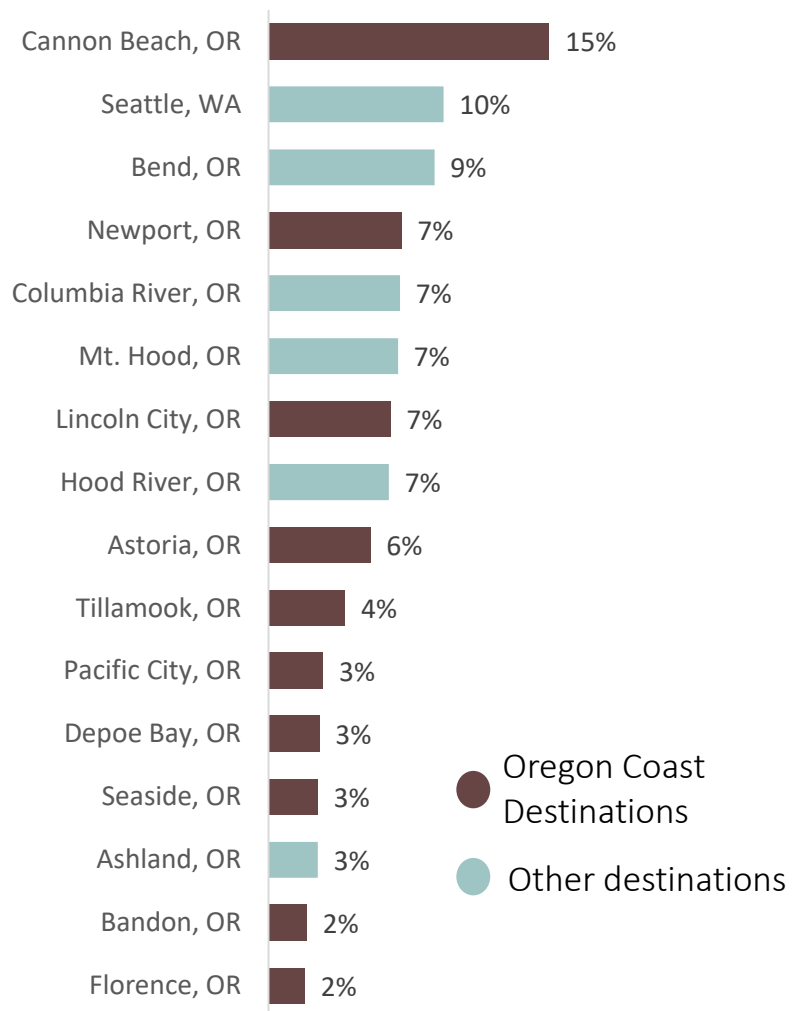 Cannon Beach, OR 15%
Seattle, WA 10%
Bend, OR 9%
Newport, OR 7%
Columbia River, OR 7%
Mt. Hood, OR 7%
Lincoln City, OR 7%
Hood River, OR 7%
Astoria, OR 6%
Tillamook, OR 4%
Pacific City, OR 3%
Depoe Bay, OR 3%
Seaside, OR 3%
Ashland, OR 3%
Bandon, OR 2%
Florence, OR 2%
Oregon Coast
Destinations
Other destinations